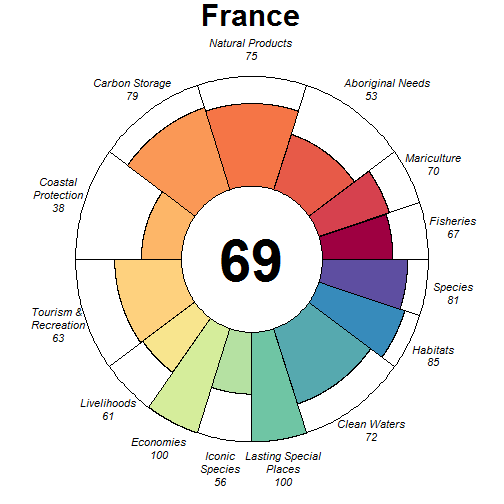 France
Natural Products
75
Carbon Storage
79
Aboriginal Needs
53
Mariculture
70
Coastal
Protection
38
Fisheries
67
69
Species
81
Tourism &
Recreation
63
Habitats
85
Livelihoods
61
Clean Waters
72
Economies
100
Iconic
Species
56
Lasting Special
Places
100